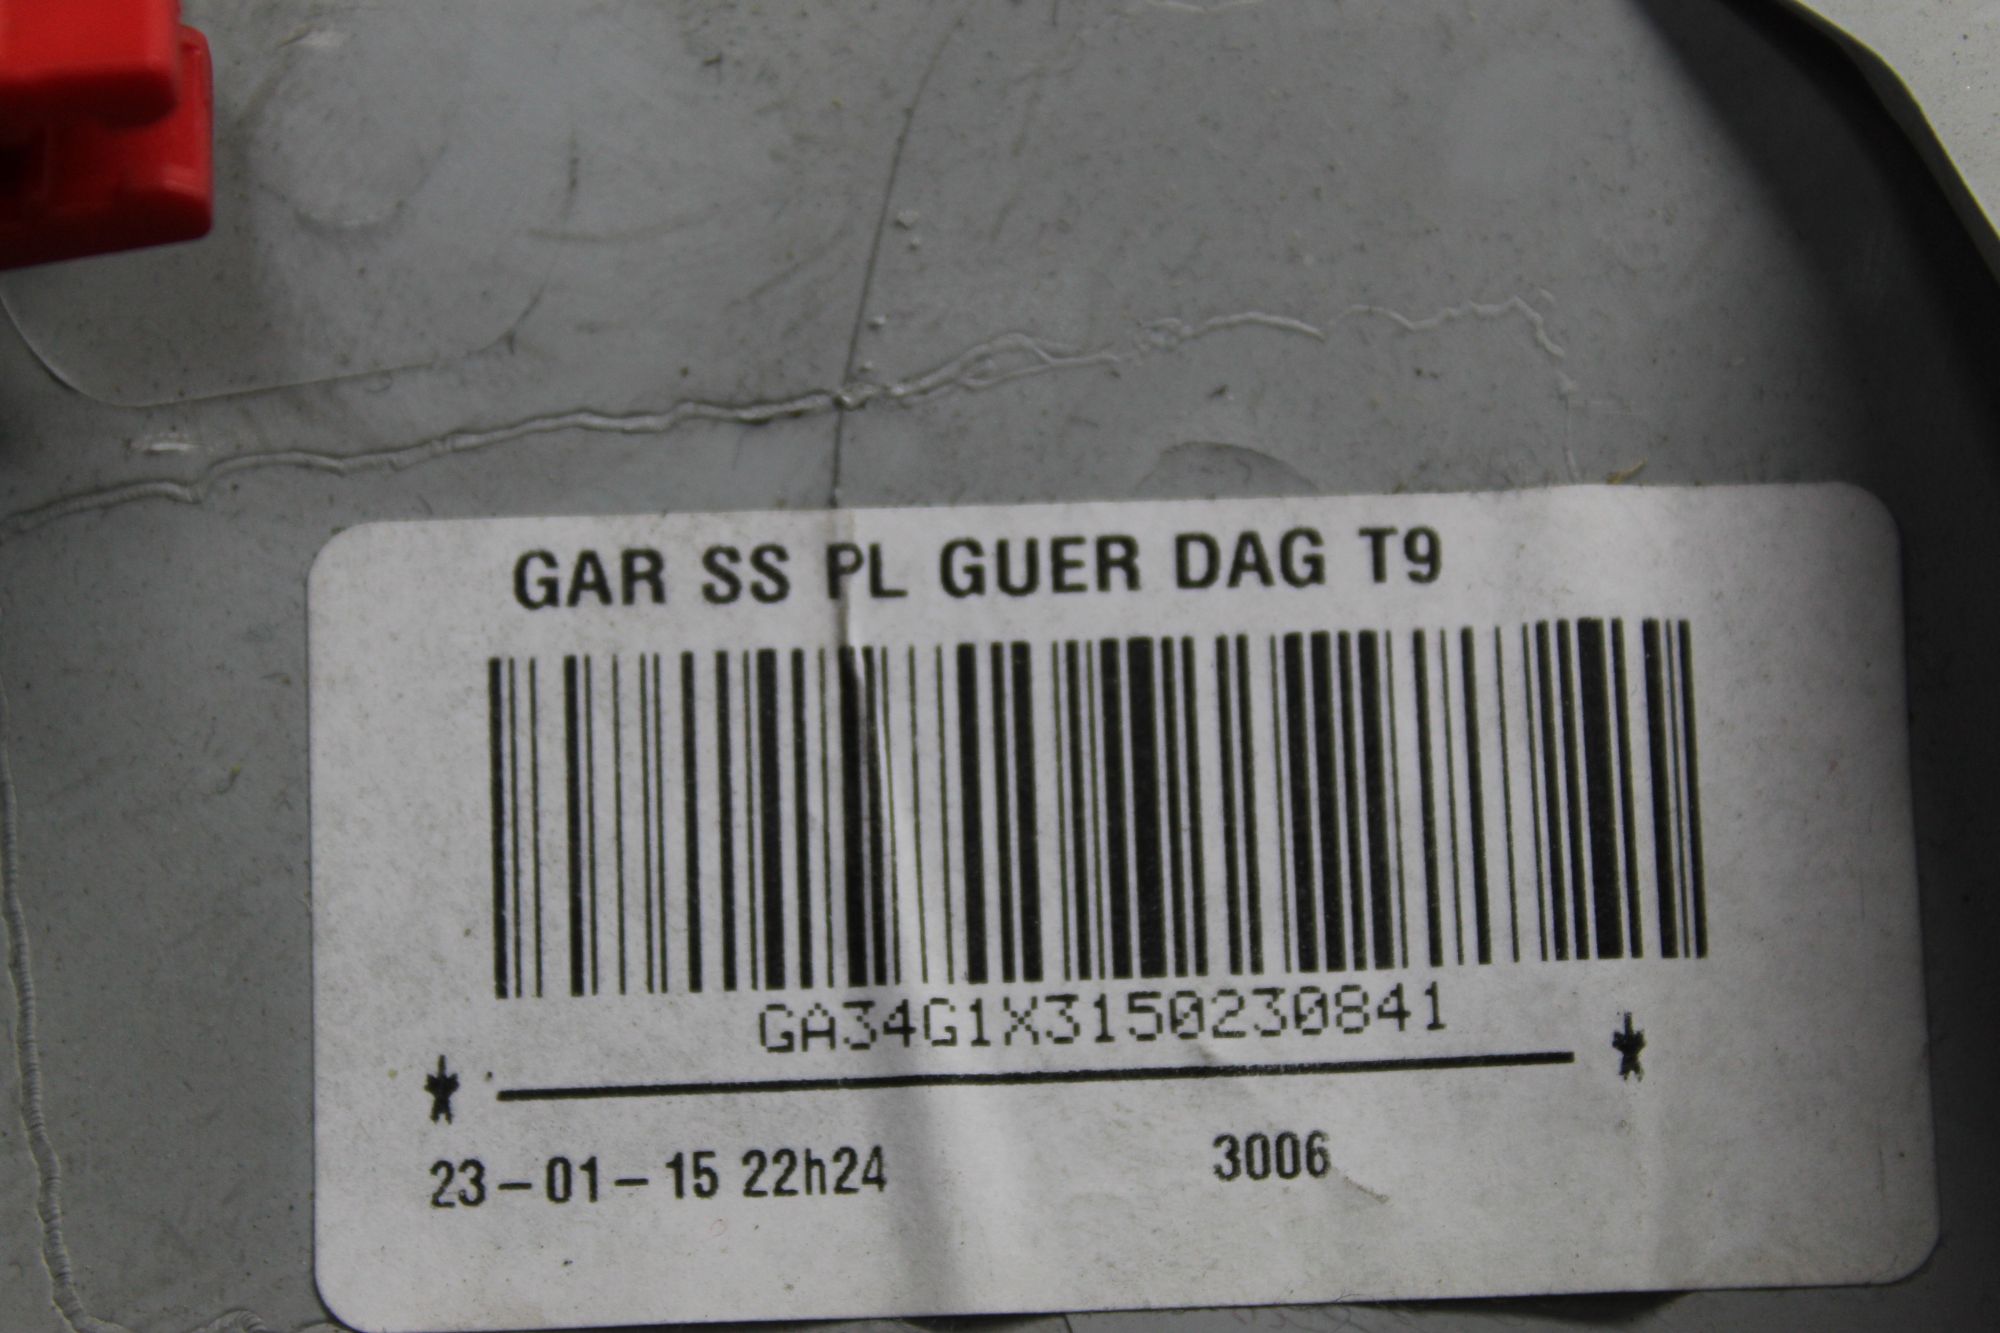 GAR SS PL GUER DAG T9
GA34G1X3150230841
* *
23-01-15 22h24 3006